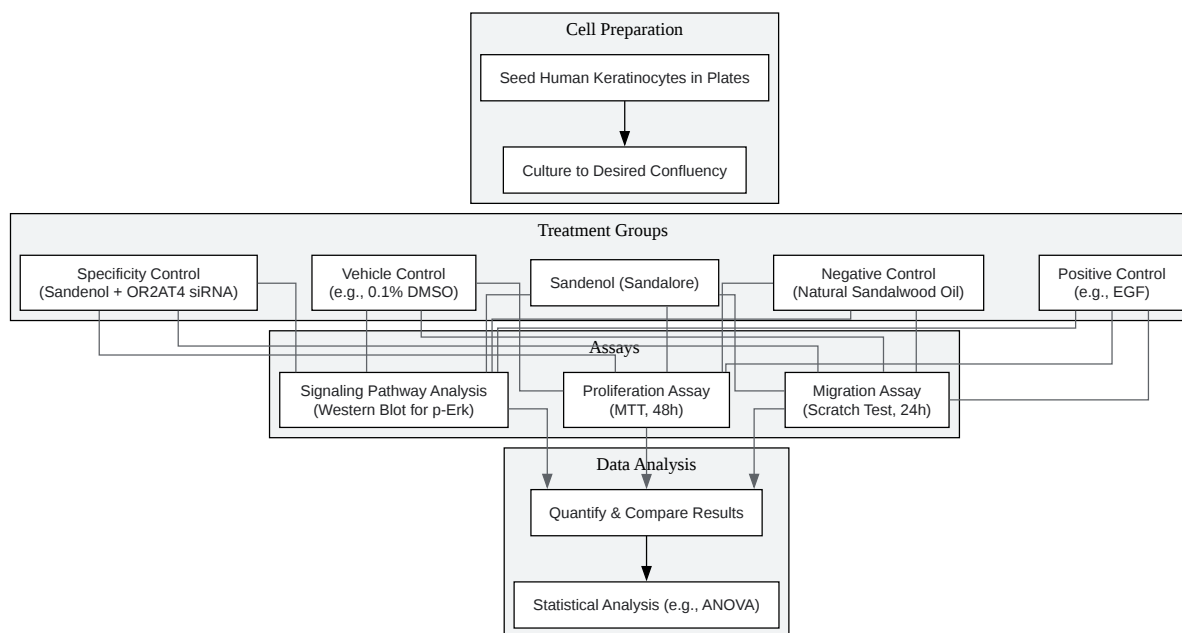 Cell Preparation
Seed Human Keratinocytes in Plates
Culture to Desired Confluency
Treatment Groups
Specificity Control
(Sandenol + OR2AT4 siRNA)
Vehicle Control
(e.g., 0.1% DMSO)
Sandenol (Sandalore)
Negative Control
(Natural Sandalwood Oil)
Positive Control
(e.g., EGF)
Assays
Signaling Pathway Analysis
(Western Blot for p-Erk)
Proliferation Assay
(MTT, 48h)
Migration Assay
(Scratch Test, 24h)
Data Analysis
Quantify & Compare Results
Statistical Analysis (e.g., ANOVA)